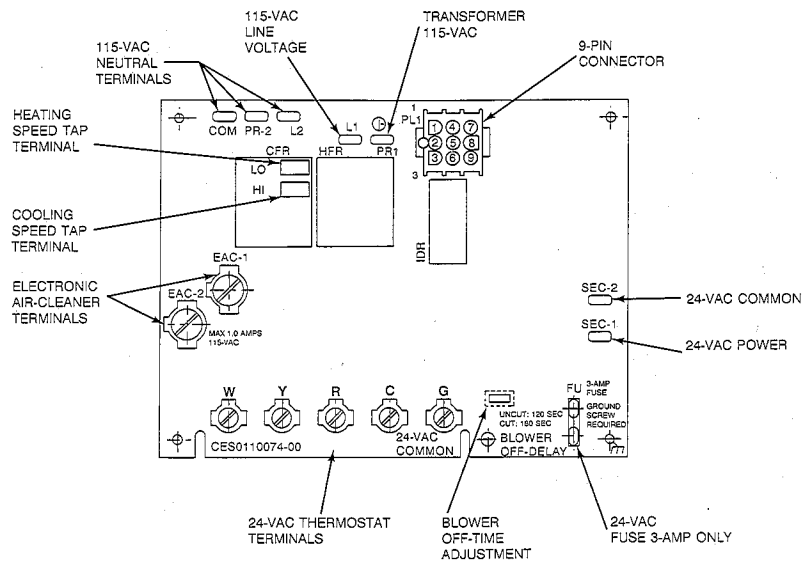 115-VAC
LINE
VOLTAGE
TRANSFORMER
115-VAC
115-VAC
NEUTRAL
TERMINALS
9-PIN
CONNECTOR
HEATING
SPEED TAP
TERMINAL
COM PR-2 L2
L1
PR1
1
PL1
1 4 7
2 5 8
3 6 9
3
CFR HFR
LO
HI
IDR
COOLING
SPEED TAP
TERMINAL
EAC-1
EAC-2
ELECTRONIC
AIR-CLEANER
TERMINALS
MAX 1.0 AMPS
115-VAC
SEC-2
24-VAC COMMON
SEC-1
24-VAC POWER
W Y R C G
FU
3-AMP
FUSE
GROUND
SCREW
REQUIRED
UNCUT: 120 SEC
CUT: 180 SEC
BLOWER
OFF-DELAY
CES0110074-00
24-VAC
COMMON
24-VAC THERMOSTAT
TERMINALS
BLOWER
OFF-TIME
ADJUSTMENT
24-VAC
FUSE 3-AMP ONLY